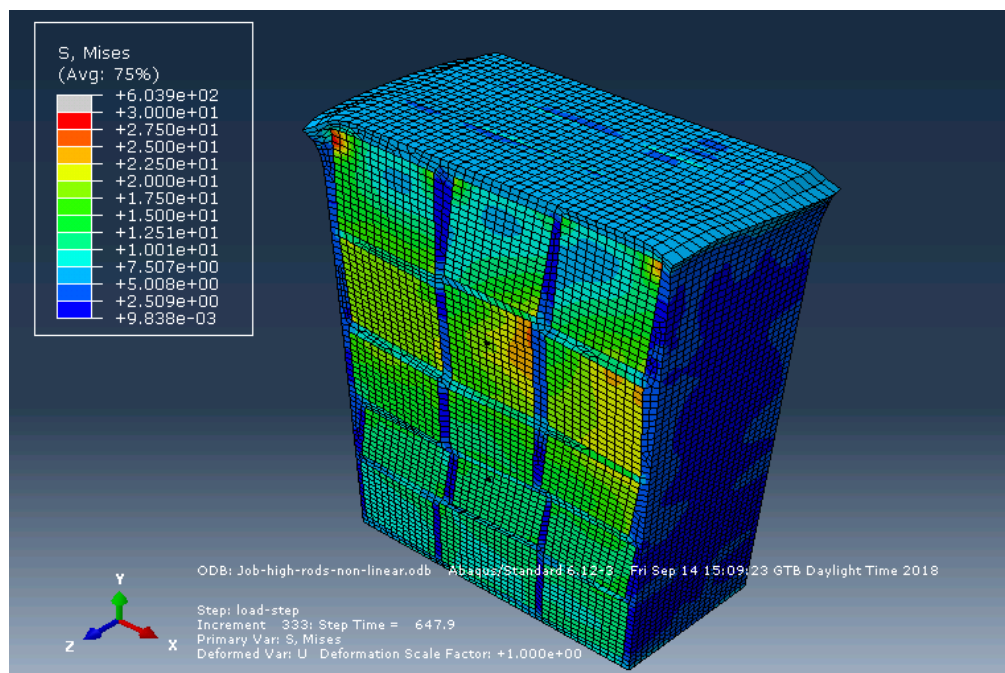 S, Mises
(Avg: 75%)
+6.039e+02
+3.000e+01
+2.750e+01
+2.500e+01
+2.250e+01
+2.000e+01
+1.750e+01
+1.500e+01
+1.251e+01
+1.001e+01
+7.507e+00
+5.008e+00
+2.509e+00
+9.838e-03
ODB: Job-high-rods-non-linear.odb Abaqus/Standard 6.12-3 Fri Sep 14 15:09:23 GTB Daylight Time 2018
Y
Z
X
Step: load-step
Increment 333: Step Time = 647.9
Primary Var: S, Mises
Deformed Var: U Deformation Scale Factor: +1.000e+00